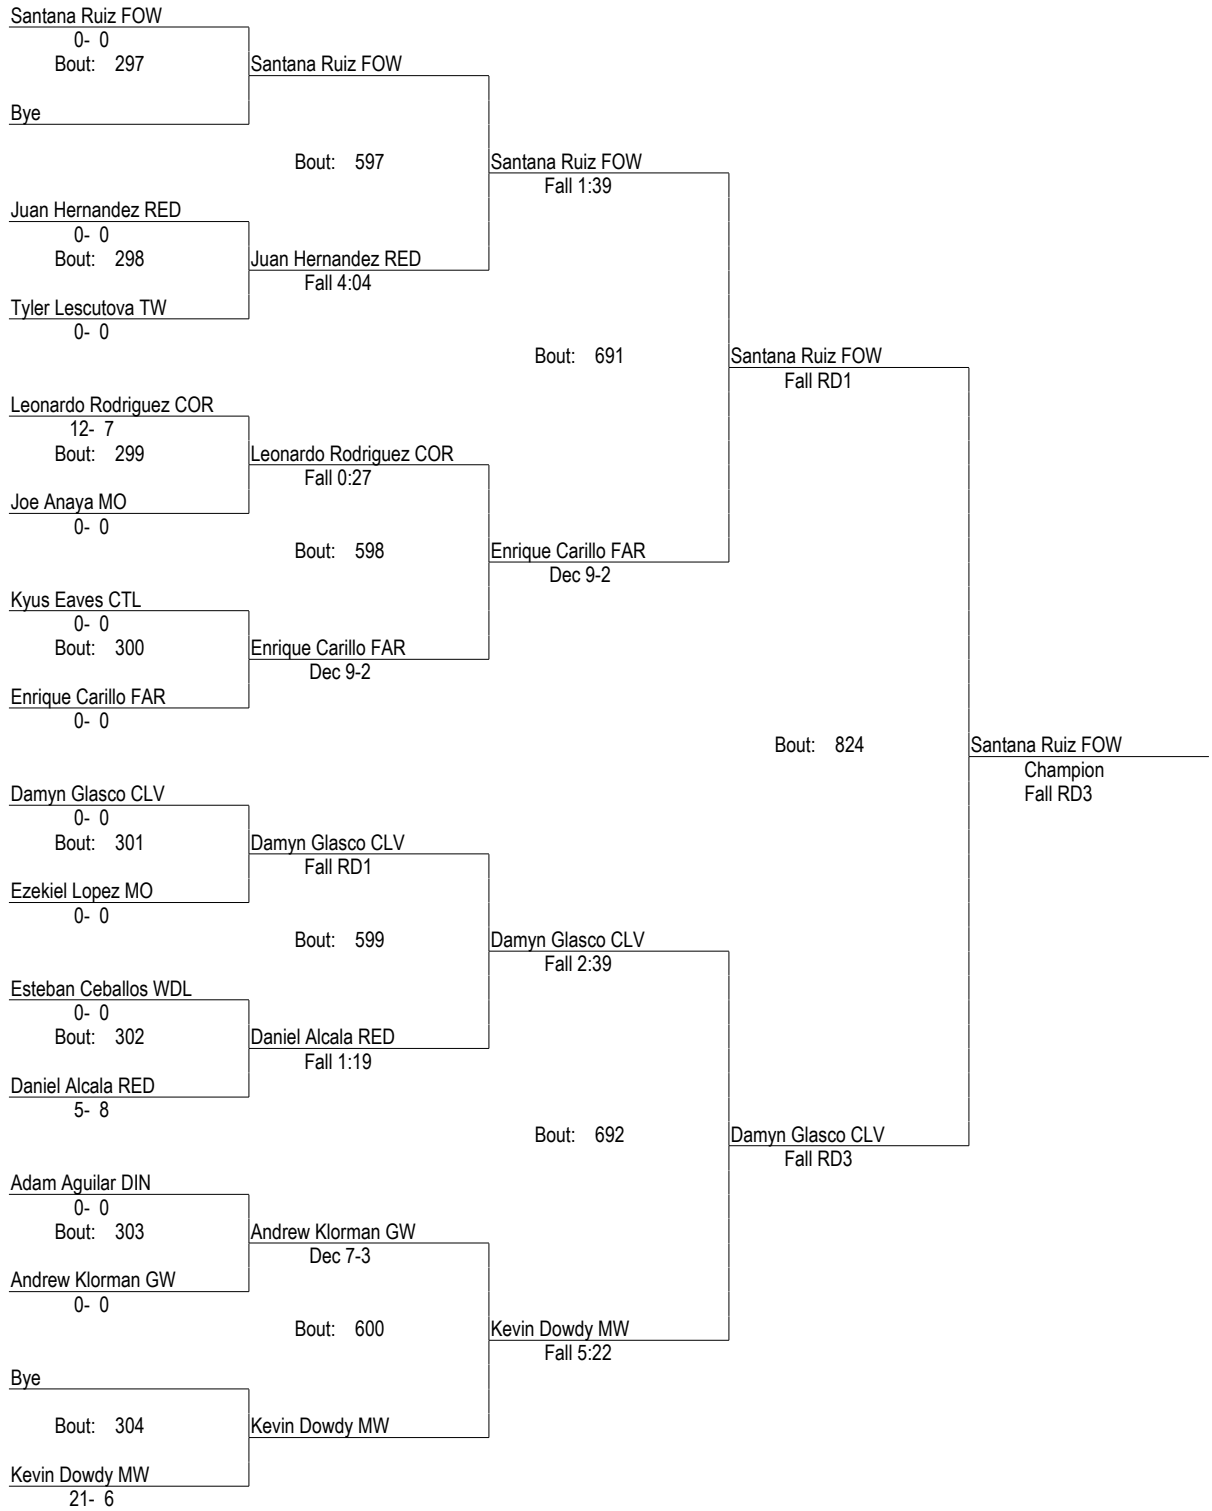 Santana Ruiz FOW
0- 0
Bout: 297
Santana Ruiz FOW
Bye
Bout: 597
Santana Ruiz FOW
Fall 1:39
Juan Hernandez RED
0- 0
Bout: 298
Juan Hernandez RED
Fall 4:04
Tyler Lescutova TW
0- 0
Bout: 691
Santana Ruiz FOW
Fall RD1
Leonardo Rodriguez COR
12- 7
Bout: 299
Leonardo Rodriguez COR
Fall 0:27
Joe Anaya MO
0- 0
Bout: 598
Enrique Carillo FAR
Dec 9-2
Kyus Eaves CTL
0- 0
Bout: 300
Enrique Carillo FAR
Dec 9-2
Enrique Carillo FAR
0- 0
Bout: 824
Santana Ruiz FOW
Champion
Fall RD3
Damyn Glasco CLV
0- 0
Bout: 301
Damyn Glasco CLV
Fall RD1
Ezekiel Lopez MO
0- 0
Bout: 599
Damyn Glasco CLV
Fall 2:39
Esteban Ceballos WDL
0- 0
Bout: 302
Daniel Alcala RED
Fall 1:19
Daniel Alcala RED
5- 8
Bout: 692
Damyn Glasco CLV
Fall RD3
Adam Aguilar DIN
0- 0
Bout: 303
Andrew Klorman GW
Dec 7-3
Andrew Klorman GW
0- 0
Bout: 600
Kevin Dowdy MW
Fall 5:22
Bye
Bout: 304
Kevin Dowdy MW
Kevin Dowdy MW
21- 6